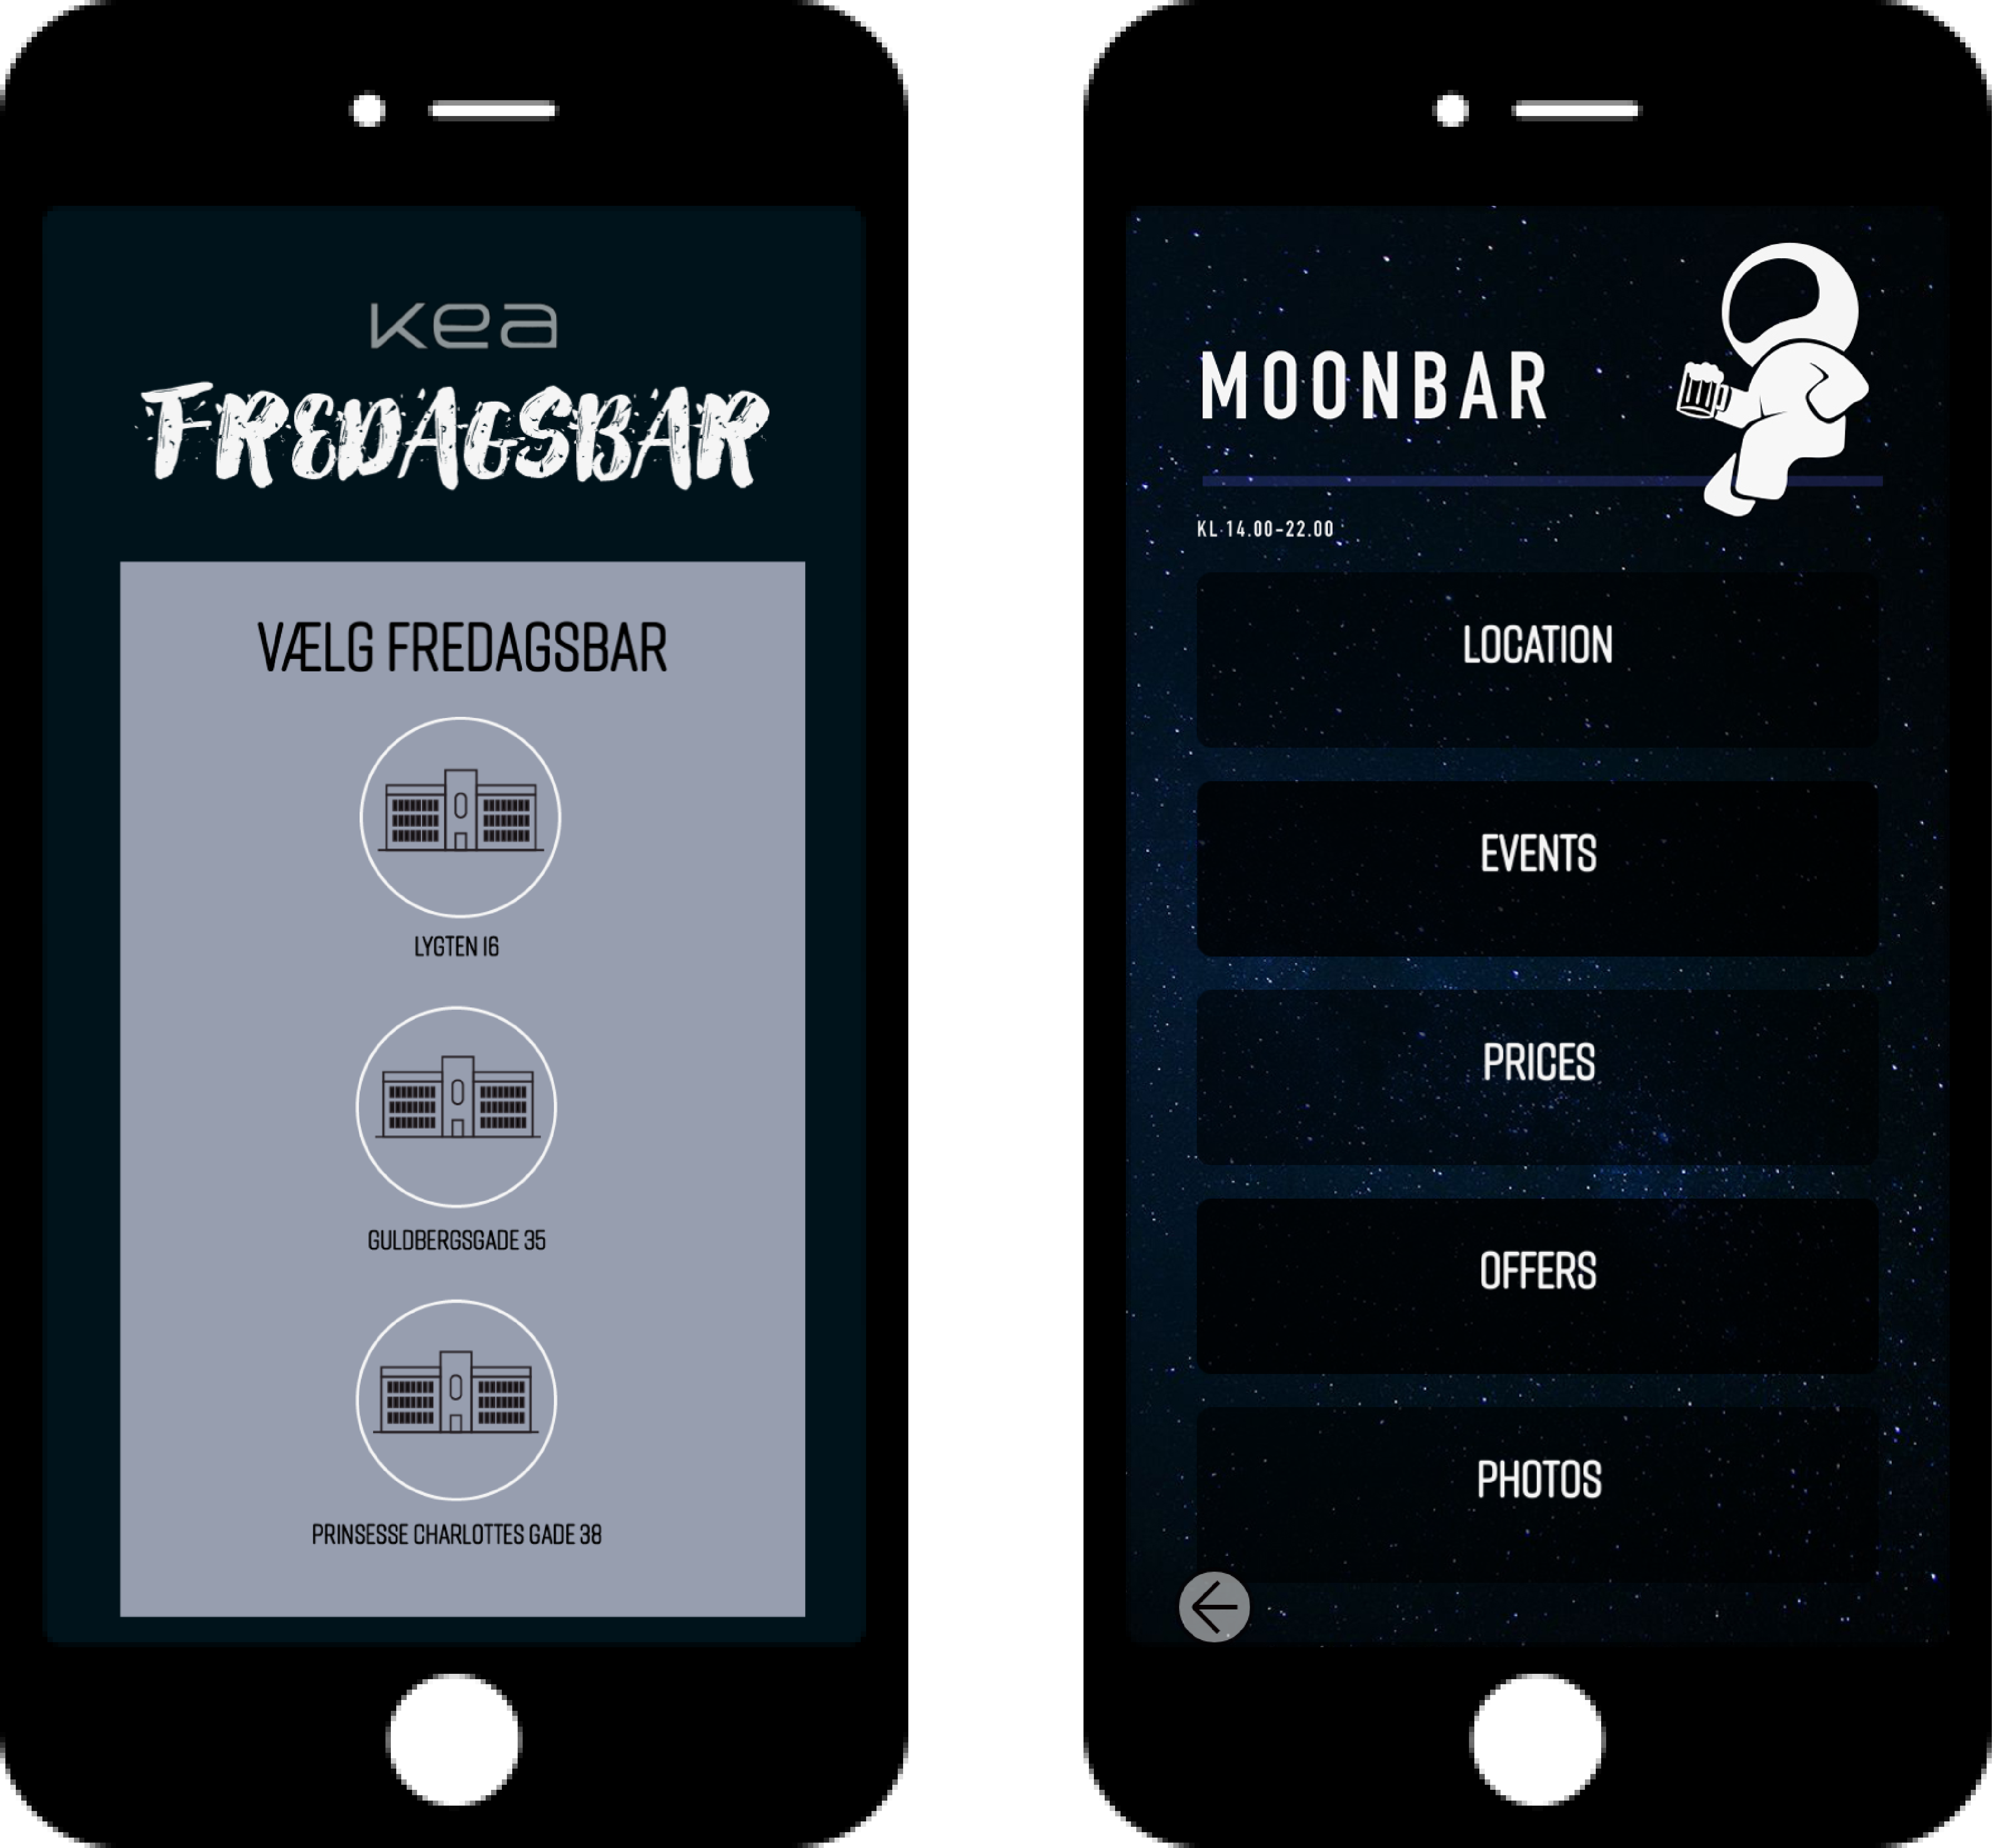 kea
FREDAGSBAR
VÆLG FREDAGSBAR
LYGTEN 16
GULDBERGSGADE 35
PRINSESSE CHARLOTTES GADE 38
MOONBAR
KL 14.00-22.00
LOCATION
EVENTS
PRICES
OFFERS
PHOTOS